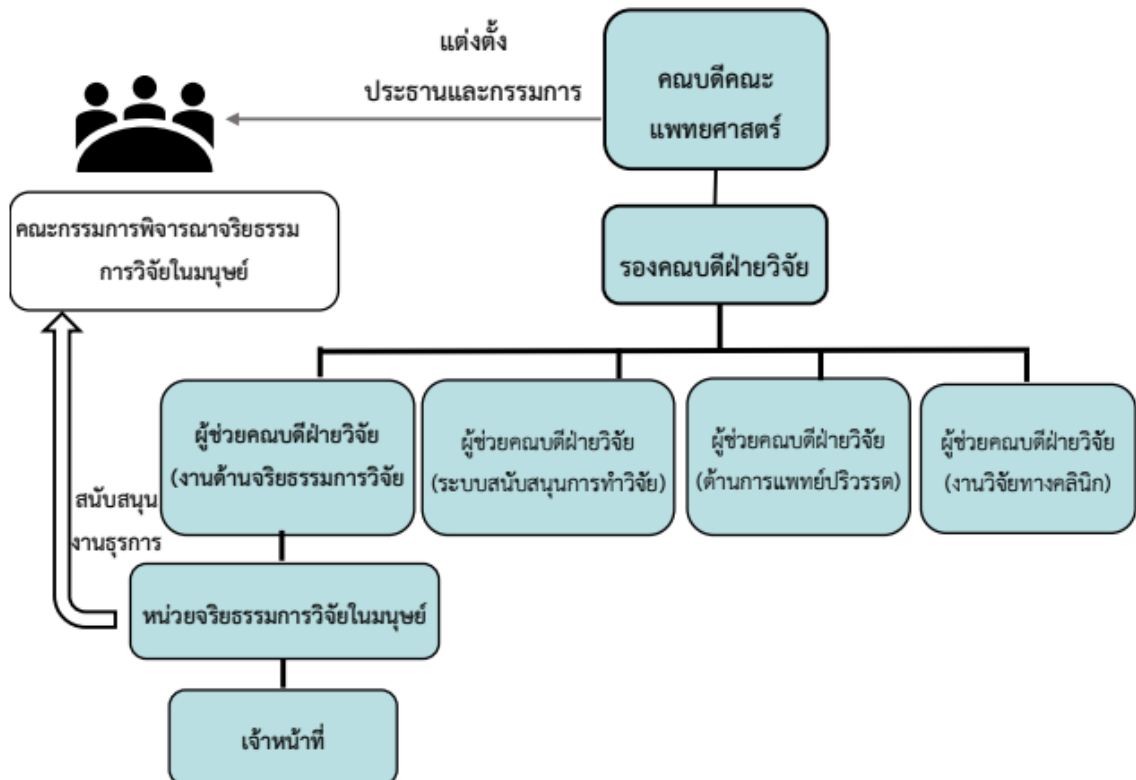 แต่งตั้ง
ประธานและกรรมการ
คณบดีคณะ
แพทยศาสตร์
คณะกรรมการพิจารณาจริยธรรม
การวิจัยในมนุษย์
รองคณบดีฝ่ายวิจัย
ผู้ช่วยคณบดีฝ่ายวิจัย
(งานด้านจริยธรรมการวิจัย
ผู้ช่วยคณบดีฝ่ายวิจัย
(ระบบสนับสนุนการทำวิจัย)
ผู้ช่วยคณบดีฝ่ายวิจัย
(ด้านการแพทย์ปริวรรต)
ผู้ช่วยคณบดีฝ่ายวิจัย
(งานวิจัยทางคลินิก)
สนับสนุน
งานธุรการ
หน่วยจริยธรรมการวิจัยในมนุษย์
เจ้าหน้าที่